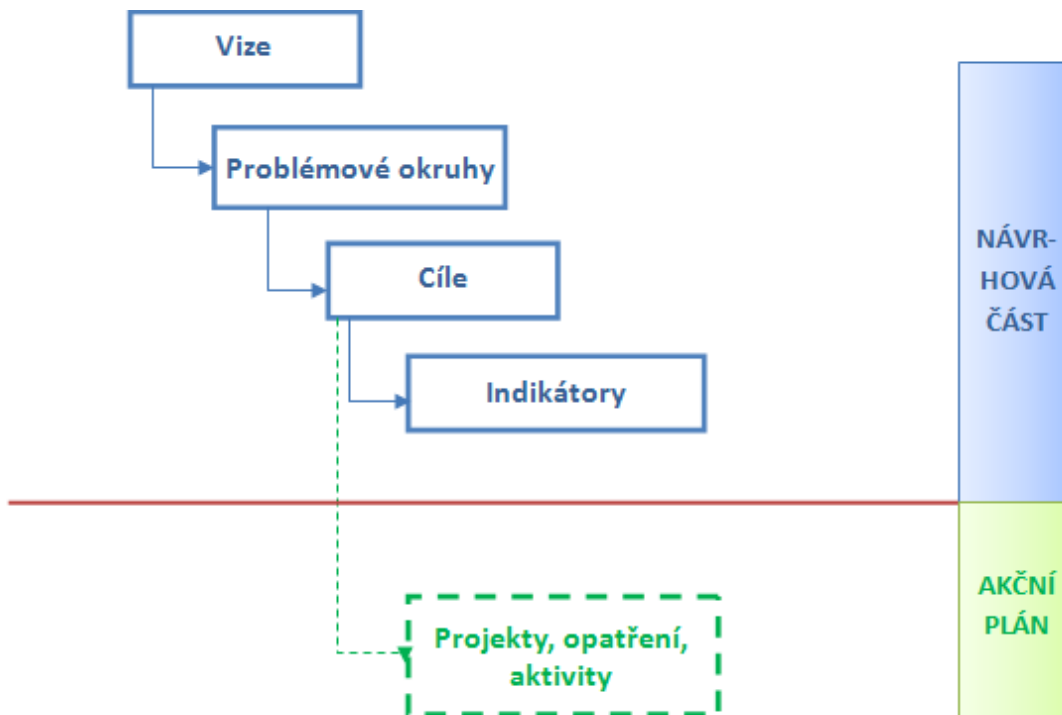 Vize
Problémové okruhy
Cíle
Indikátory
NÁVR-
HOVÁ
ČÁST
Projekty, opatření,
aktivity
AKČNÍ
PLÁN